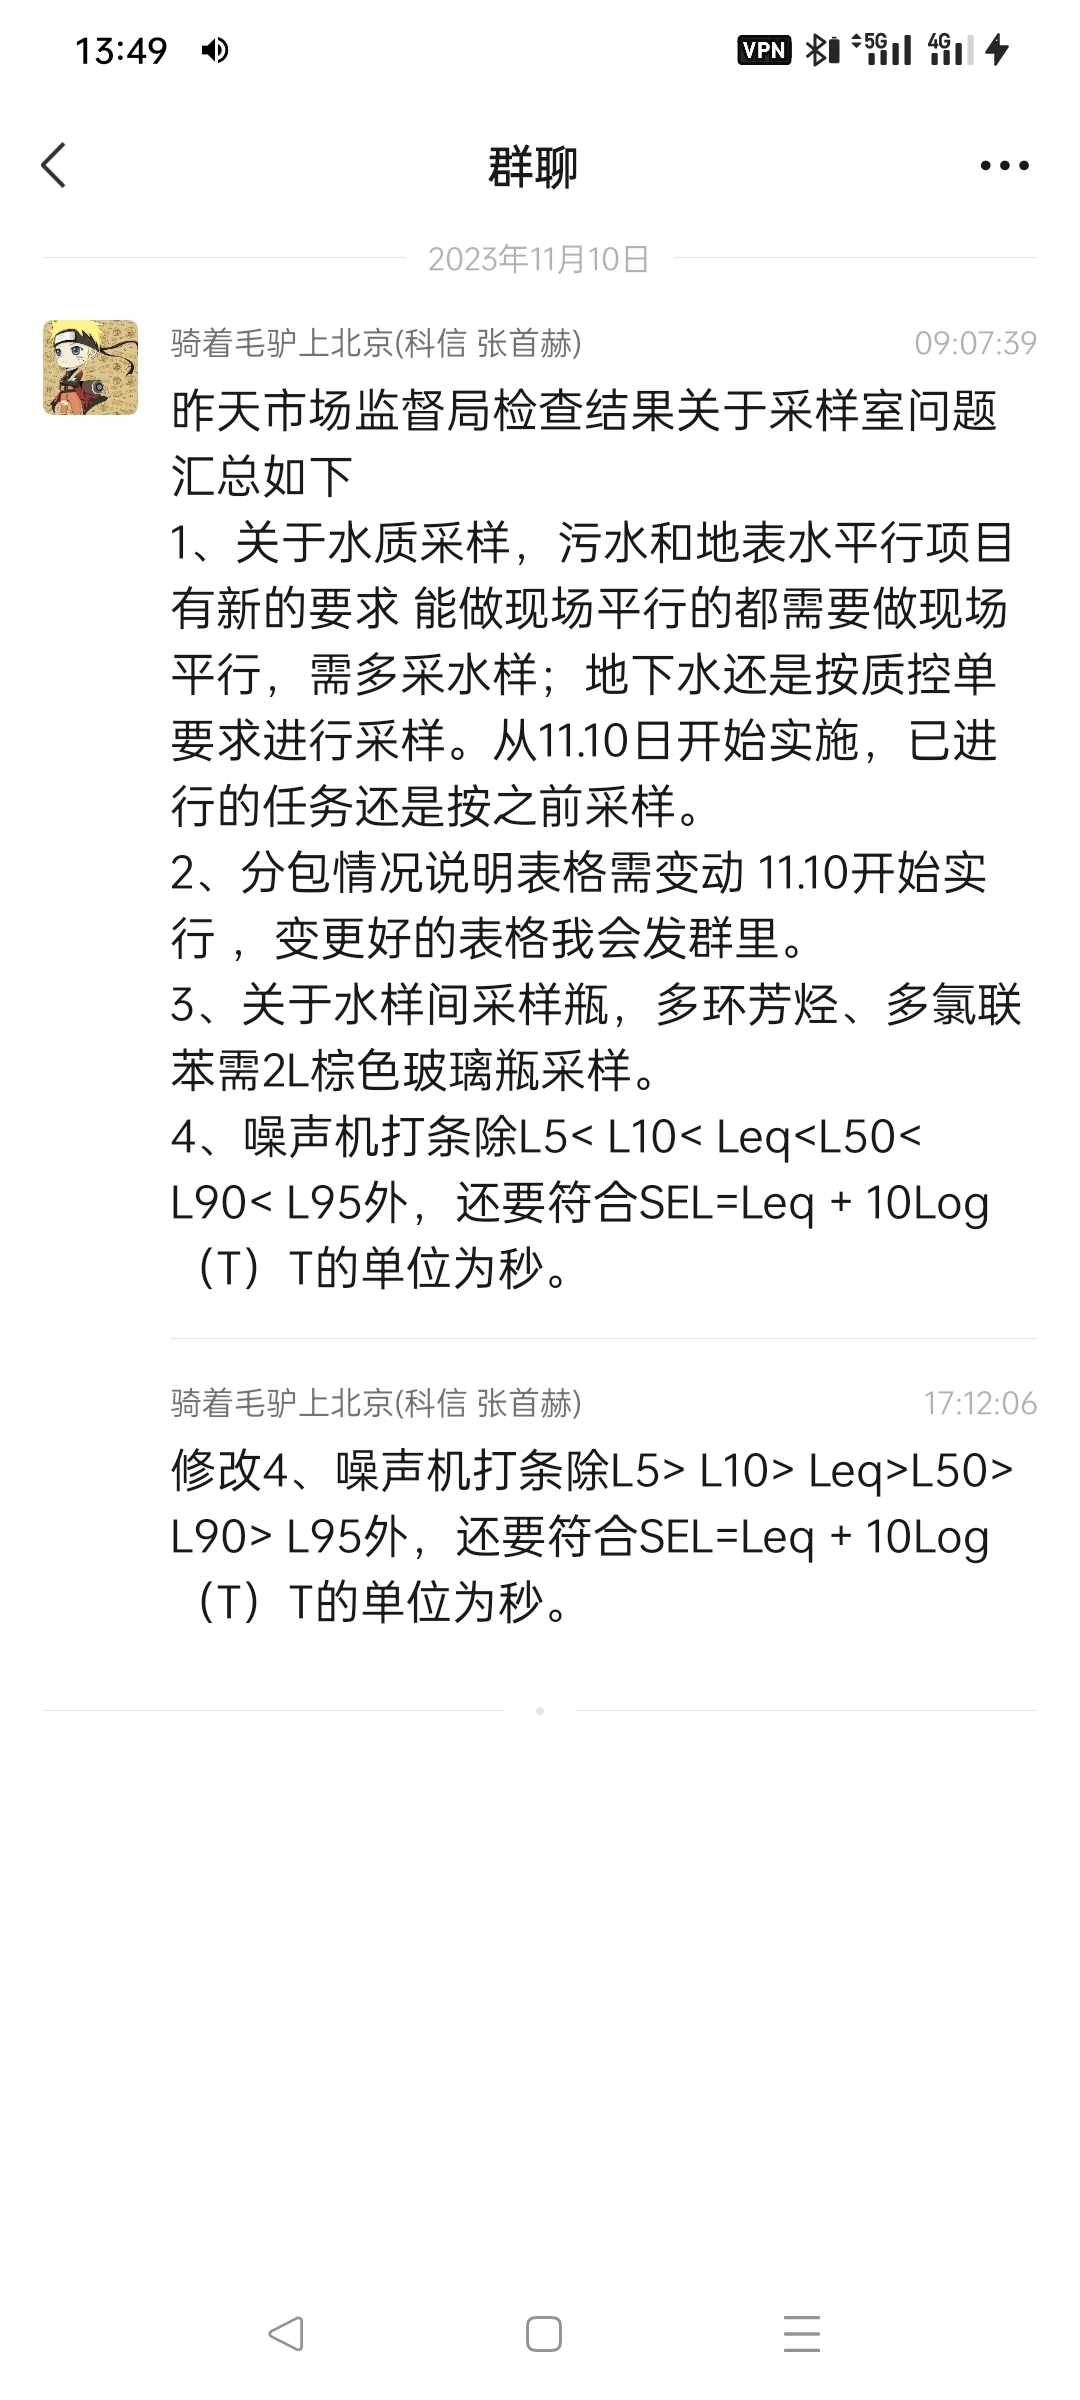 13:49
VPN
5G
4G
群聊
2023年11月10日
骑着毛驴上北京(科信 张首赫)
09:07:39
昨天市场监督局检查结果关于采样室问题
汇总如下
1、关于水质采样，污水和地表水平行项目
有新的要求 能做现场平行的都需要做现场
平行，需多采水样；地下水还是按质控单
要求进行采样。从11.10日开始实施，已进
行的任务还是按之前采样。
2、分包情况说明表格需变动 11.10开始实
行 ，变更好的表格我会发群里。
3、关于水样间采样瓶，多环芳烃、多氯联
苯需2L棕色玻璃瓶采样。
4、噪声机打条除L5< L10< Leq<L50<
L90< L95外，还要符合SEL=Leq + 10Log
（T）T的单位为秒。
骑着毛驴上北京(科信 张首赫)
17:12:06
修改4、噪声机打条除L5> L10> Leq>L50>
L90> L95外，还要符合SEL=Leq + 10Log
（T）T的单位为秒。